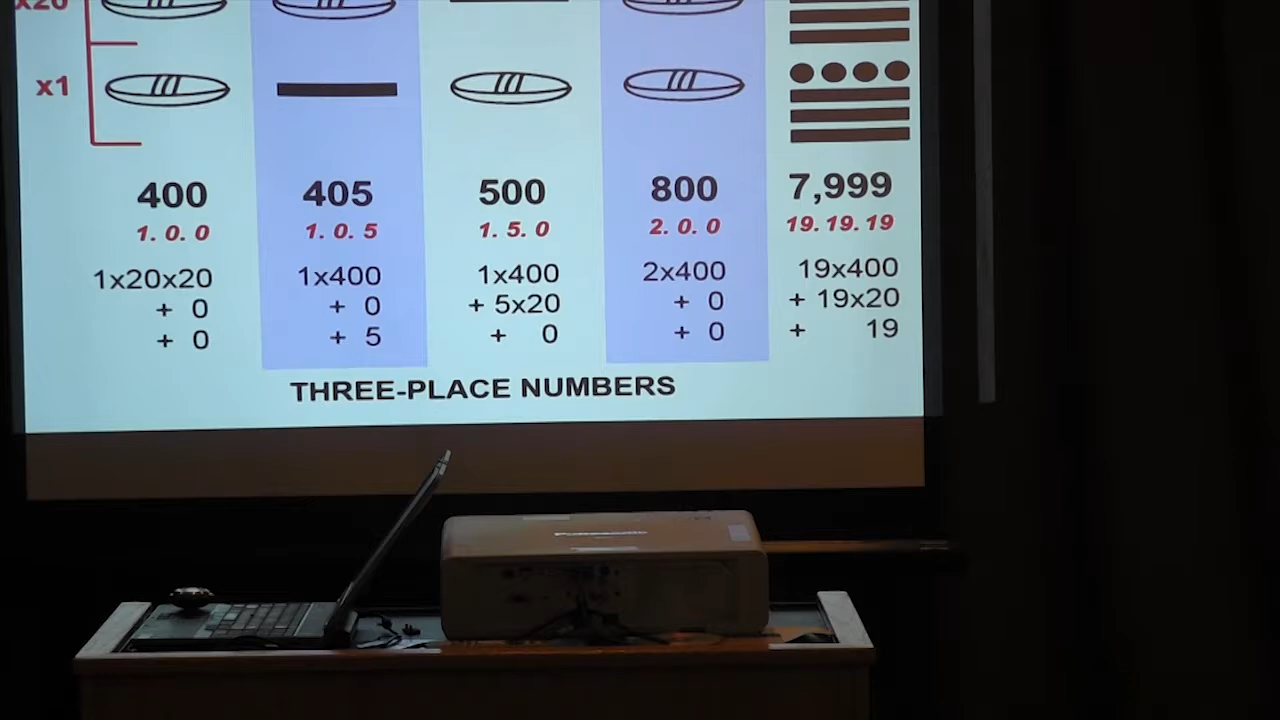 x20
x1
400 405 500 800 7,999
1. 0. 0 1. 0. 5 1. 5. 0 2. 0. 0 19. 19. 19
1x20x20 1x400 1x400 2x400 19x400
+ 0 + 0 + 5x20 + 0 + 19x20
+ 0 + 5 + 0 + 0 + 19
THREE-PLACE NUMBERS
Panasonic